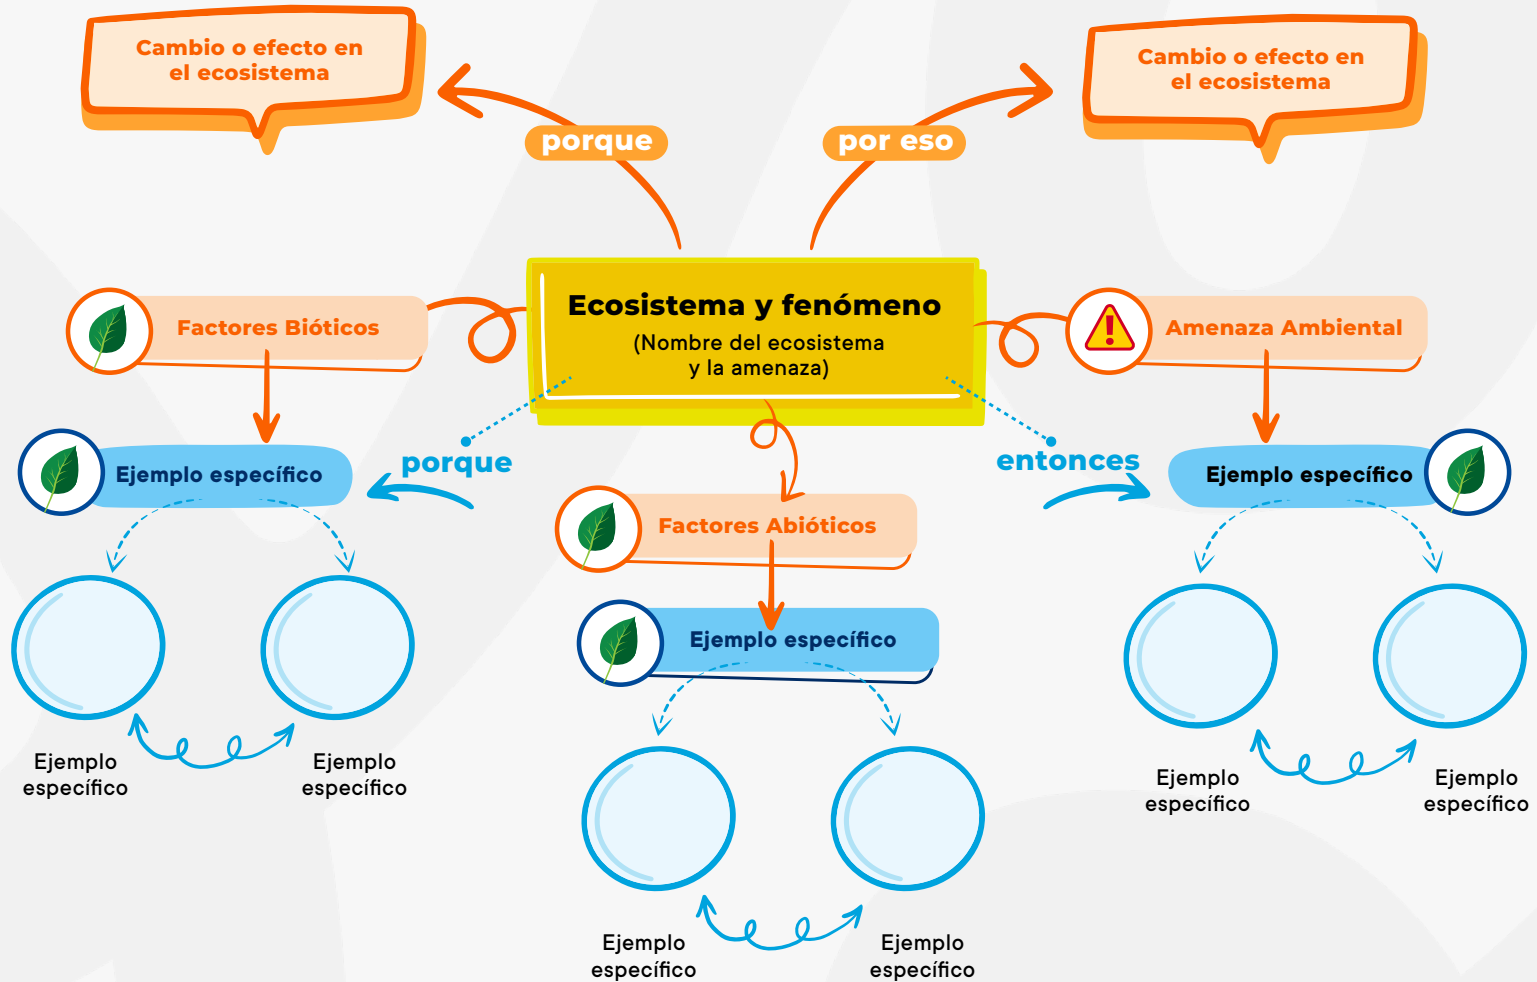 Cambio o efecto en
el ecosistema
Cambio o efecto en
el ecosistema
porque
por eso
Ecosistema y fenómeno
(Nombre del ecosistema
y la amenaza)
Factores Bióticos
Amenaza Ambiental
Ejemplo específico
porque
entonces
Ejemplo específico
Factores Abióticos
Ejemplo específico
Ejemplo
específico
Ejemplo
específico
Ejemplo
específico
Ejemplo
específico
Ejemplo
específico
Ejemplo
específico